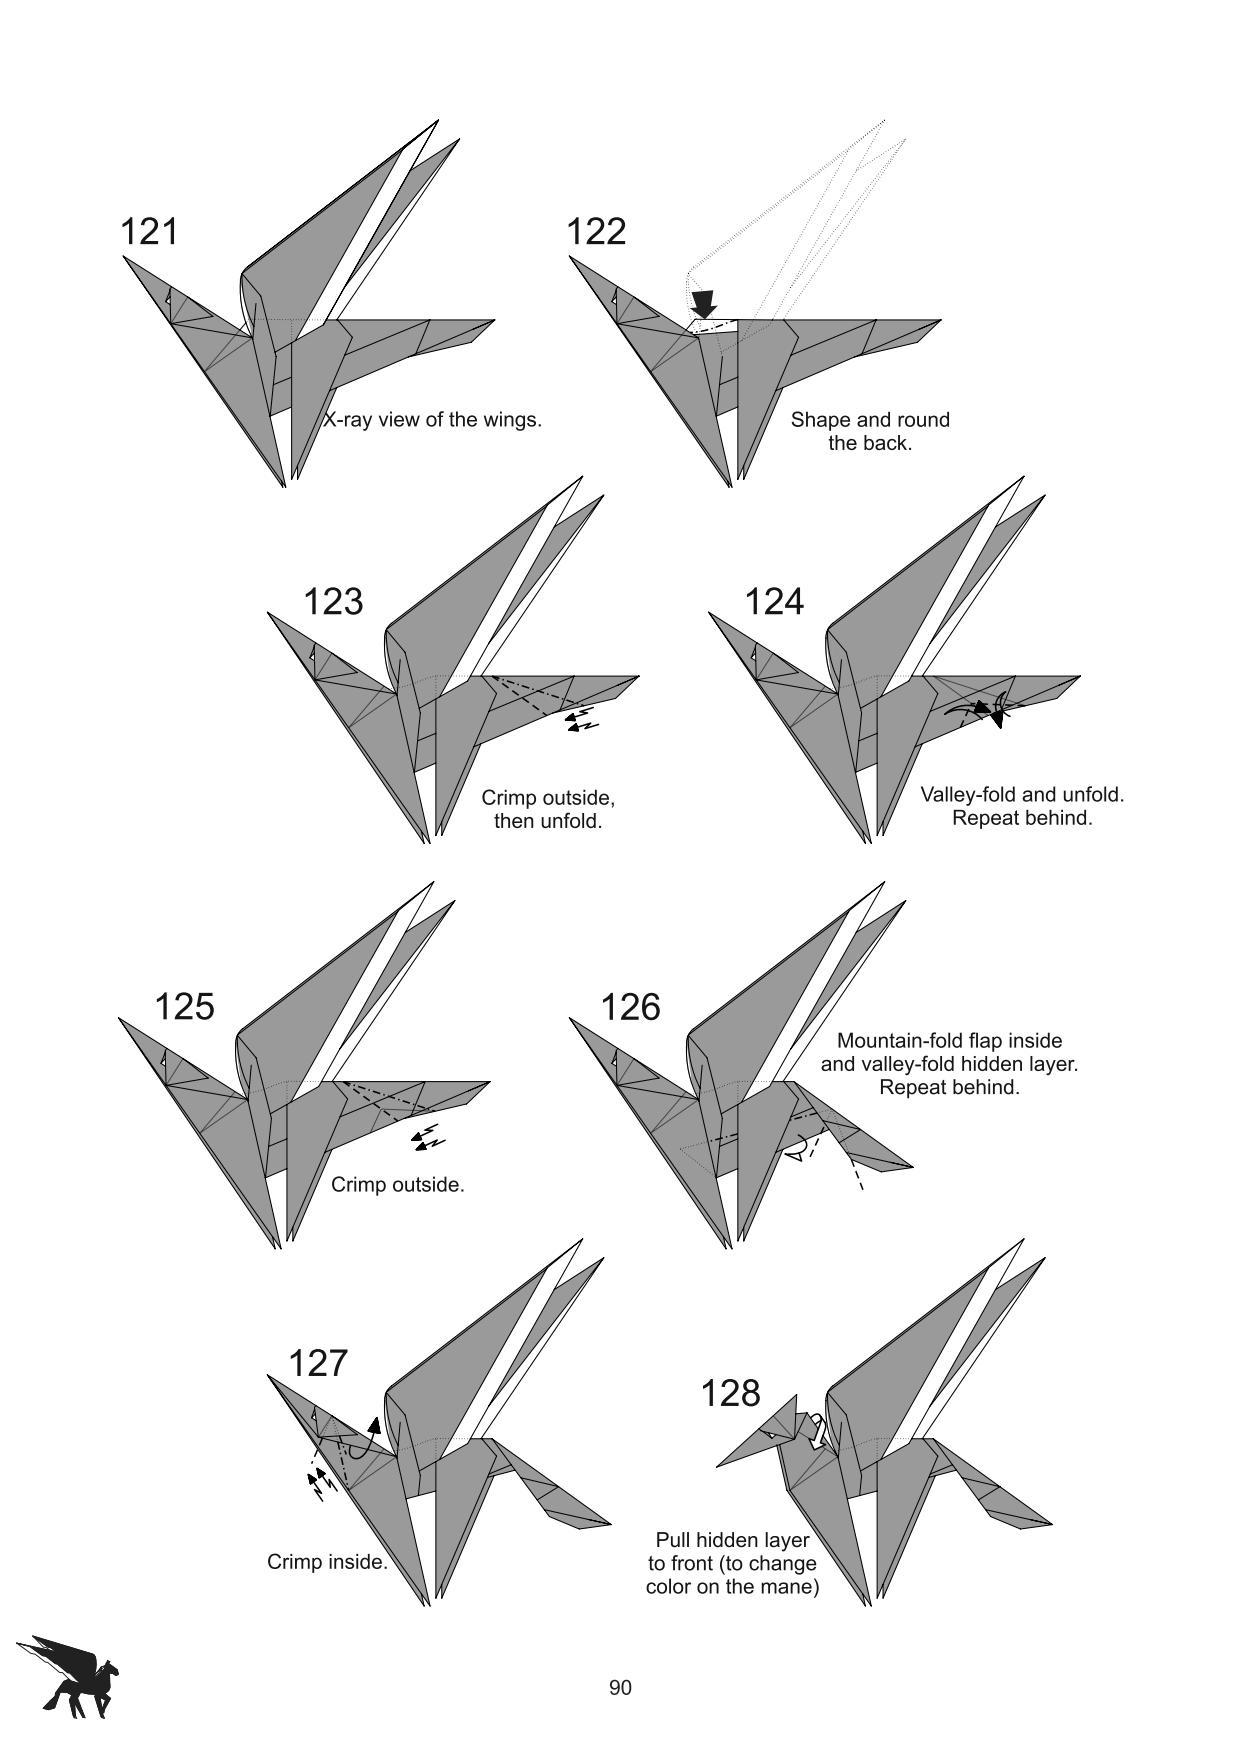 121
X-ray view of the wings.
122
Shape and round
the back.
123
Crimp outside,
then unfold.
124
Valley-fold and unfold.
Repeat behind.
125
Crimp outside.
126
Mountain-fold flap inside
and valley-fold hidden layer.
Repeat behind.
127
Crimp inside.
128
Pull hidden layer
to front (to change
color on the mane)
90